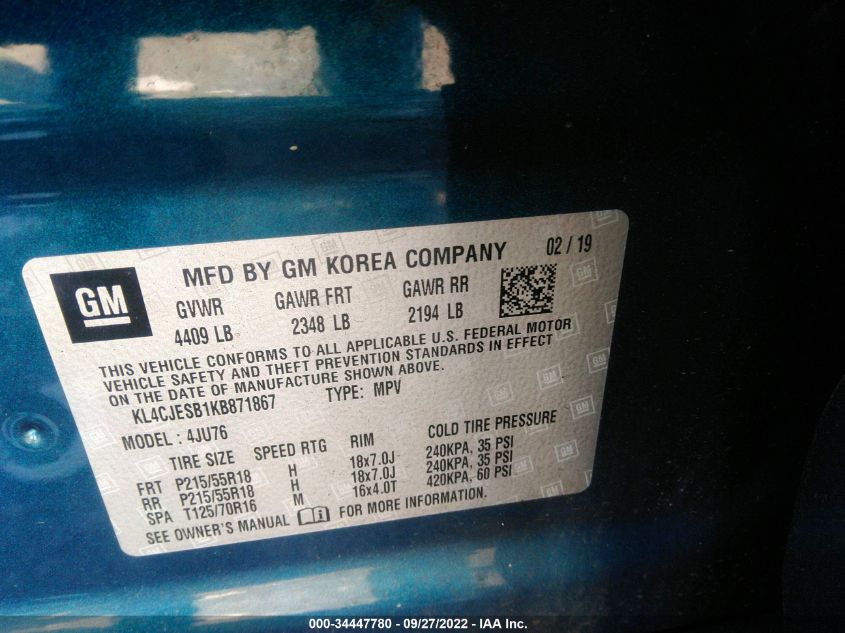 GM
MFD BY GM KOREA COMPANY 02 / 19
GVWR GAWR FRT GAWR RR
4409 LB 2348 LB 2194 LB
THIS VEHICLE CONFORMS TO ALL APPLICABLE U.S. FEDERAL MOTOR
VEHICLE SAFETY AND THEFT PREVENTION STANDARDS IN EFFECT
ON THE DATE OF MANUFACTURE SHOWN ABOVE.
KL4CJESB1KB871867 TYPE: MPV
MODEL : 4JU76
TIRE SIZE SPEED RTG RIM COLD TIRE PRESSURE
FRT P215/55R18 H 18x7.0J 240KPA, 35 PSI
RR P215/55R18 H 18x7.0J 240KPA, 35 PSI
SPA T125/70R16 M 16x4.0T 420KPA, 60 PSI
SEE OWNER'S MANUAL FOR MORE INFORMATION.
000-34447780 - 09/27/2022 - IAA Inc.